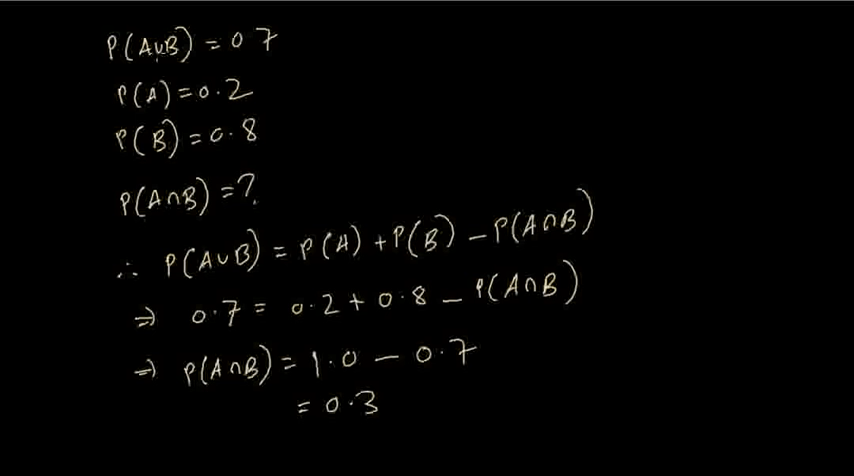 P(A∪B) = 0 7
P(A) = 0.2
P(B) = 0.8
P(A∩B) = ?
∴ P(A∪B) = P(A) + P(B) - P(A∩B)
⇒ 0.7 = 0.2 + 0.8 - P(A∩B)
⇒ P(A∩B) = 1.0 - 0.7
= 0.3